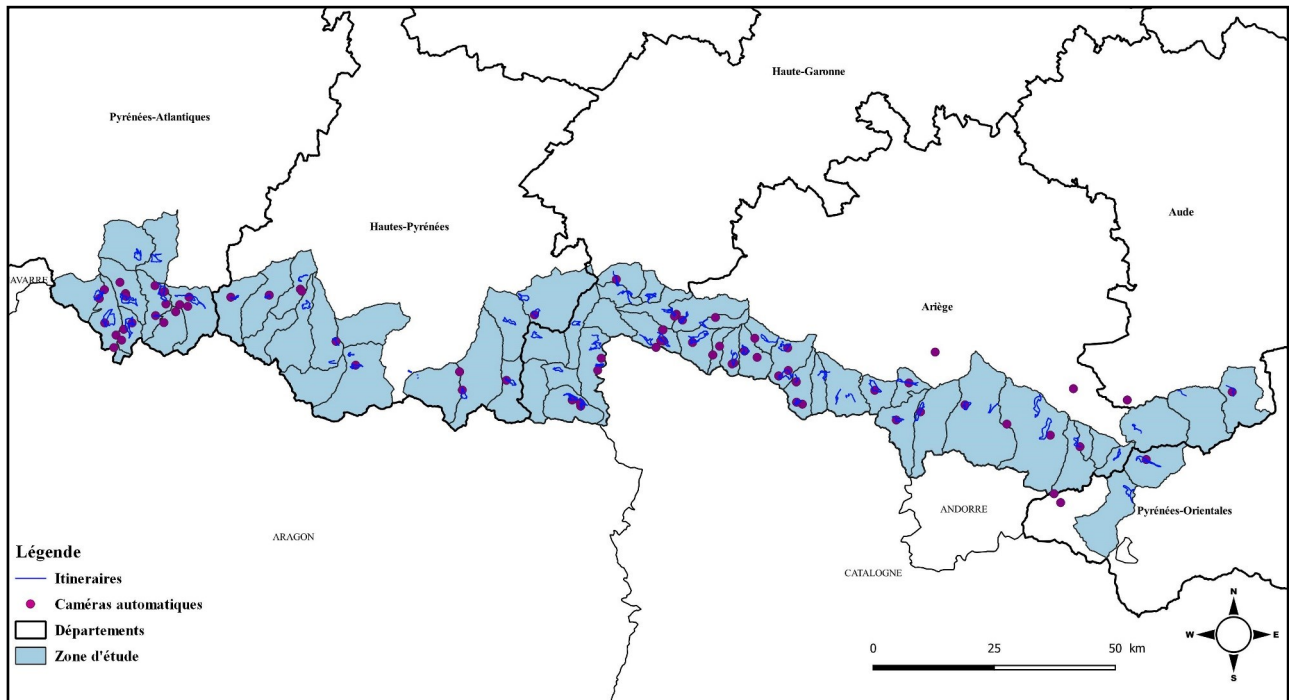 Haute-Garonne
Pyrénées-Atlantiques
Aude
Hautes-Pyrénées
AVARRE
Ariège
ANDORRE
Pyrénées-Orientales
ARAGON
CATALOGNE
Légende
Itineraires
Caméras automatiques
Départements
Zone d'étude
0 25 50 km
N
W E
S